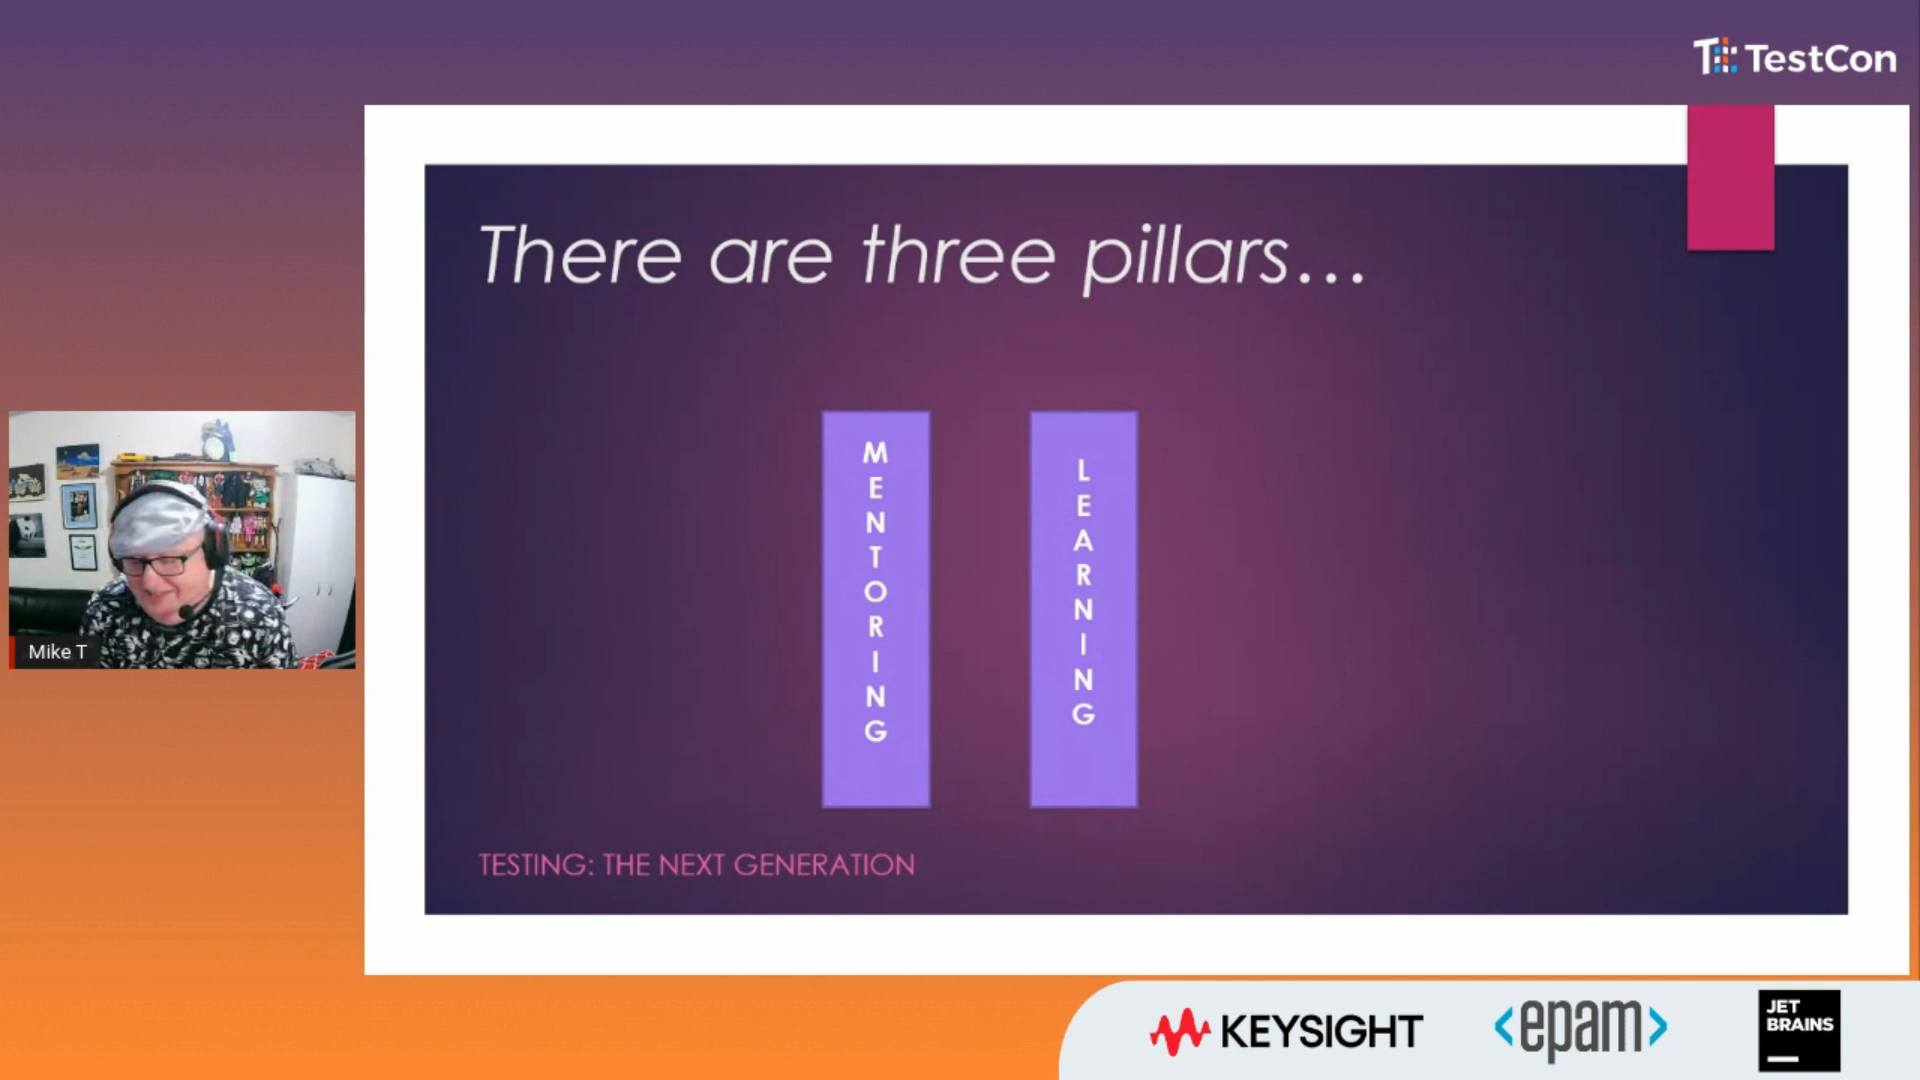 TestCon
There are three pillars...
MENTORING
LEARNING
TESTING: THE NEXT GENERATION
Mike T
KEYSIGHT
<epam>
JET
BRAINS